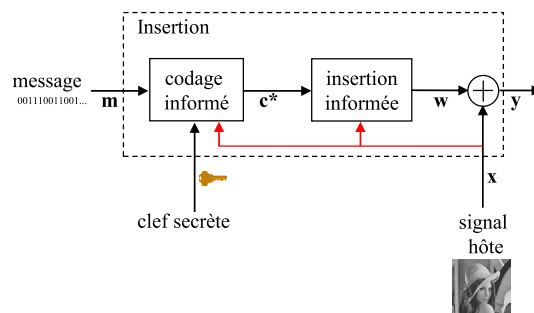 Insertion
message
001110011001...
m
codage
informé
c*
insertion
informée
w
+
y
x
clef secrète
signal
hôte